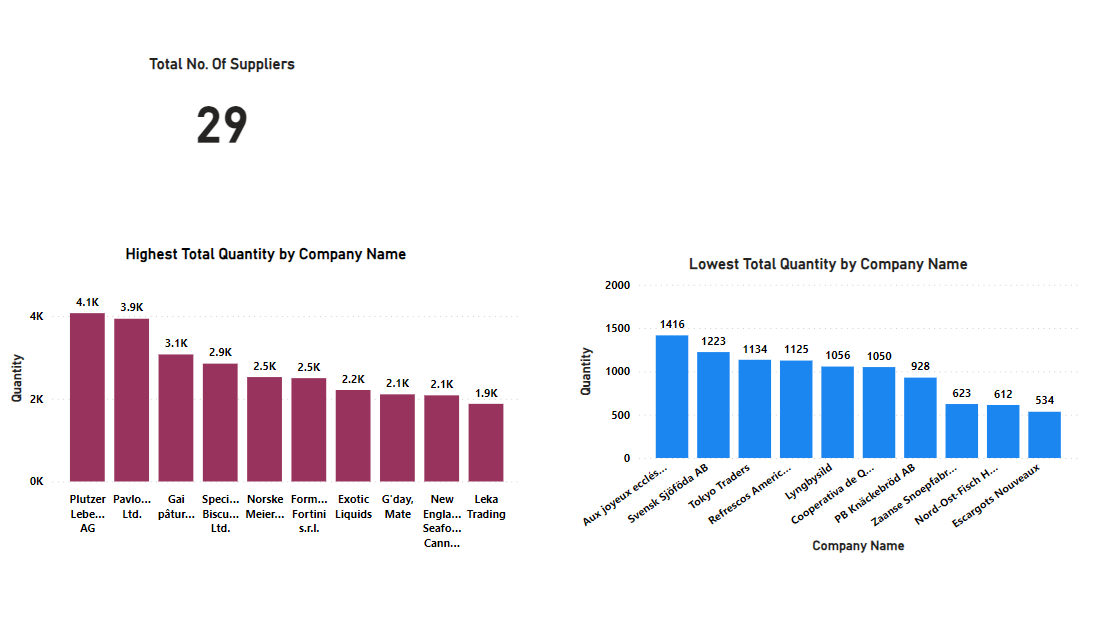 Total No. Of Suppliers
29
Highest Total Quantity by Company Name
Quantity
4K
2K
0K
4.1K
3.9K
3.1K
2.9K
2.5K
2.5K
2.2K
2.1K
2.1K
1.9K
Plutzer
Lebe...
AG
Pavlo...
Ltd.
Gai
pâtur...
Speci...
Biscu...
Ltd.
Norske
Meier...
Form...
Fortini
s.r.l.
Exotic
Liquids
G'day,
Mate
New
Engla...
Seafo...
Cann...
Leka
Trading
Lowest Total Quantity by Company Name
Quantity
2000
1500
1000
500
0
1416
1223
1134
1125
1056
1050
928
623
612
534
Aux joyeux ecclés...
Svensk Sjöföda AB
Tokyo Traders
Refrescos Americ...
Lyngbysild
Cooperativa de Q...
PB Knäckebröd AB
Zaanse Snoepfabr...
Nord-Ost-Fisch H...
Escargots Nouveaux
Company Name